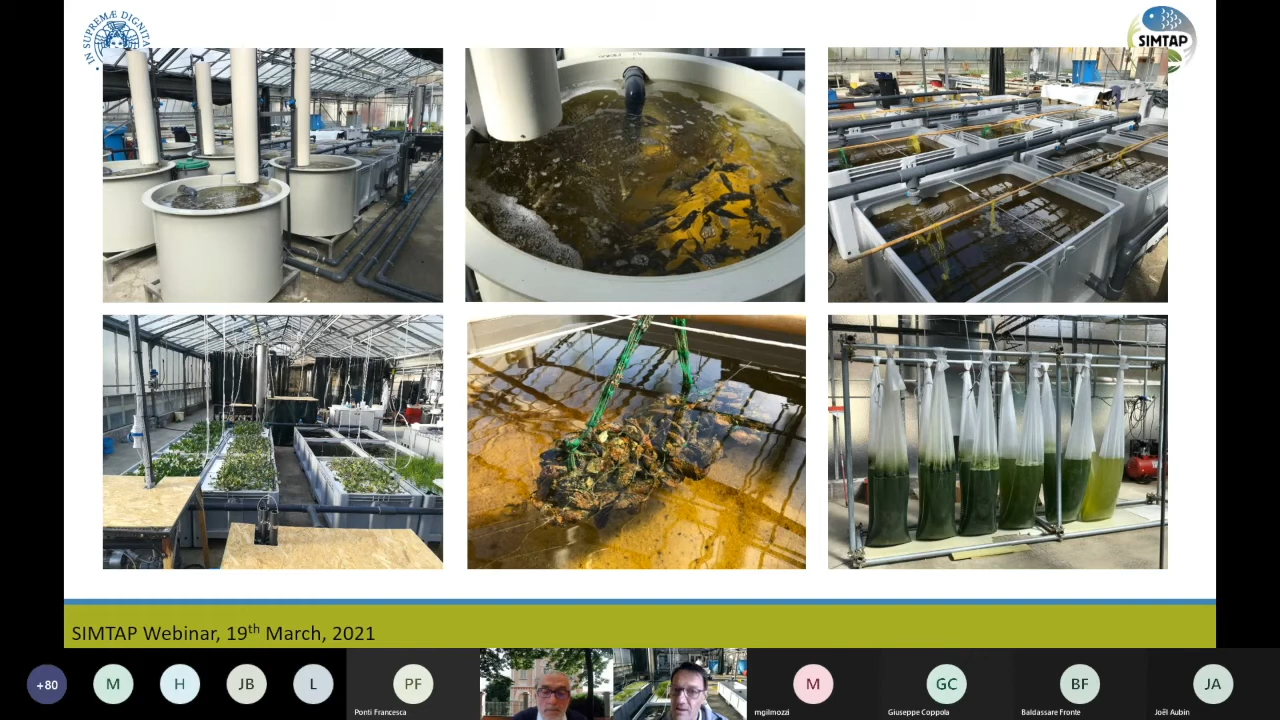 IN SUPREMÆ DIGNITA
SIMTAP
SIMTAP Webinar, 19th March, 2021
+80
M
H
JB
L
PF
Ponti Francesca
M
mgilmozzi
GC
Giuseppe Coppola
BF
Baldassare Fronte
JA
Joël Aubin